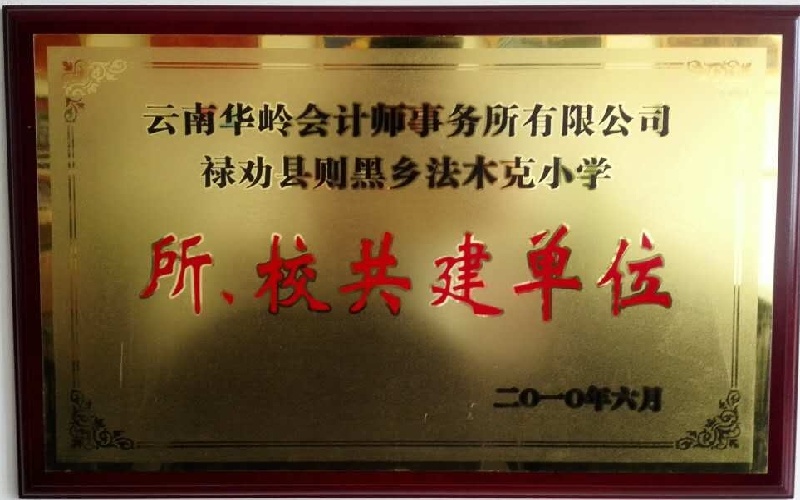 云南华岭会计师事务所有限公司
禄劝县则黑乡法木克小学
所、校共建单位
二〇一〇年六月